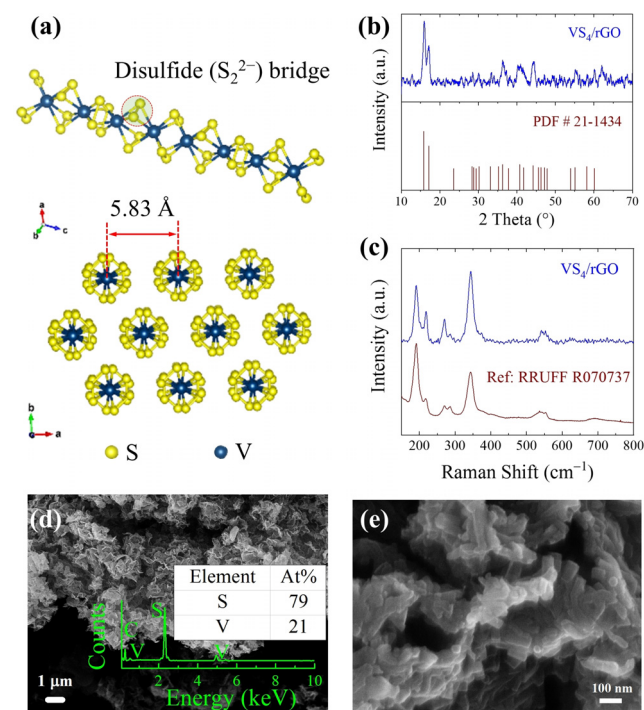 (a)
Disulfide (S₂²⁻) bridge
a
b
c
5.83 Å
b
a
S
V
(b)
VS₄/rGO
PDF # 21-1434
Intensity (a.u.)
10 20 30 40 50 60 70
2 Theta (°)
(c)
VS₄/rGO
Ref: RRUFF R070737
Intensity (a.u.)
200 300 400 500 600 700 800
Raman Shift (cm⁻¹)
(d)
Element At%
S 79
V 21
Counts
C
V
S
V
0 2 4 6 8 10
Energy (keV)
1 μm
(e)
100 nm